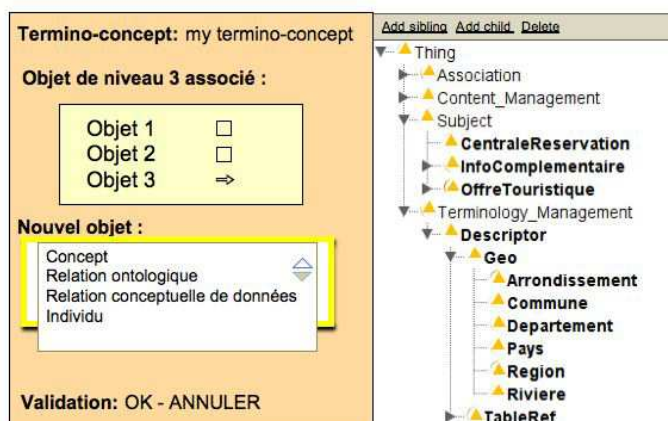 Termino-concept: my termino-concept
Objet de niveau 3 associé :
Objet 1
Objet 2
Objet 3
Nouvel objet :
Concept
Relation ontologique
Relation conceptuelle de données
Individu
Validation: OK - ANNULER
Add sibling Add child Delete
Thing
Association
Content_Management
Subject
CentraleReservation
InfoComplementaire
OffreTouristique
Terminology_Management
Descriptor
Geo
Arrondissement
Commune
Departement
Pays
Region
Riviere
TableRef